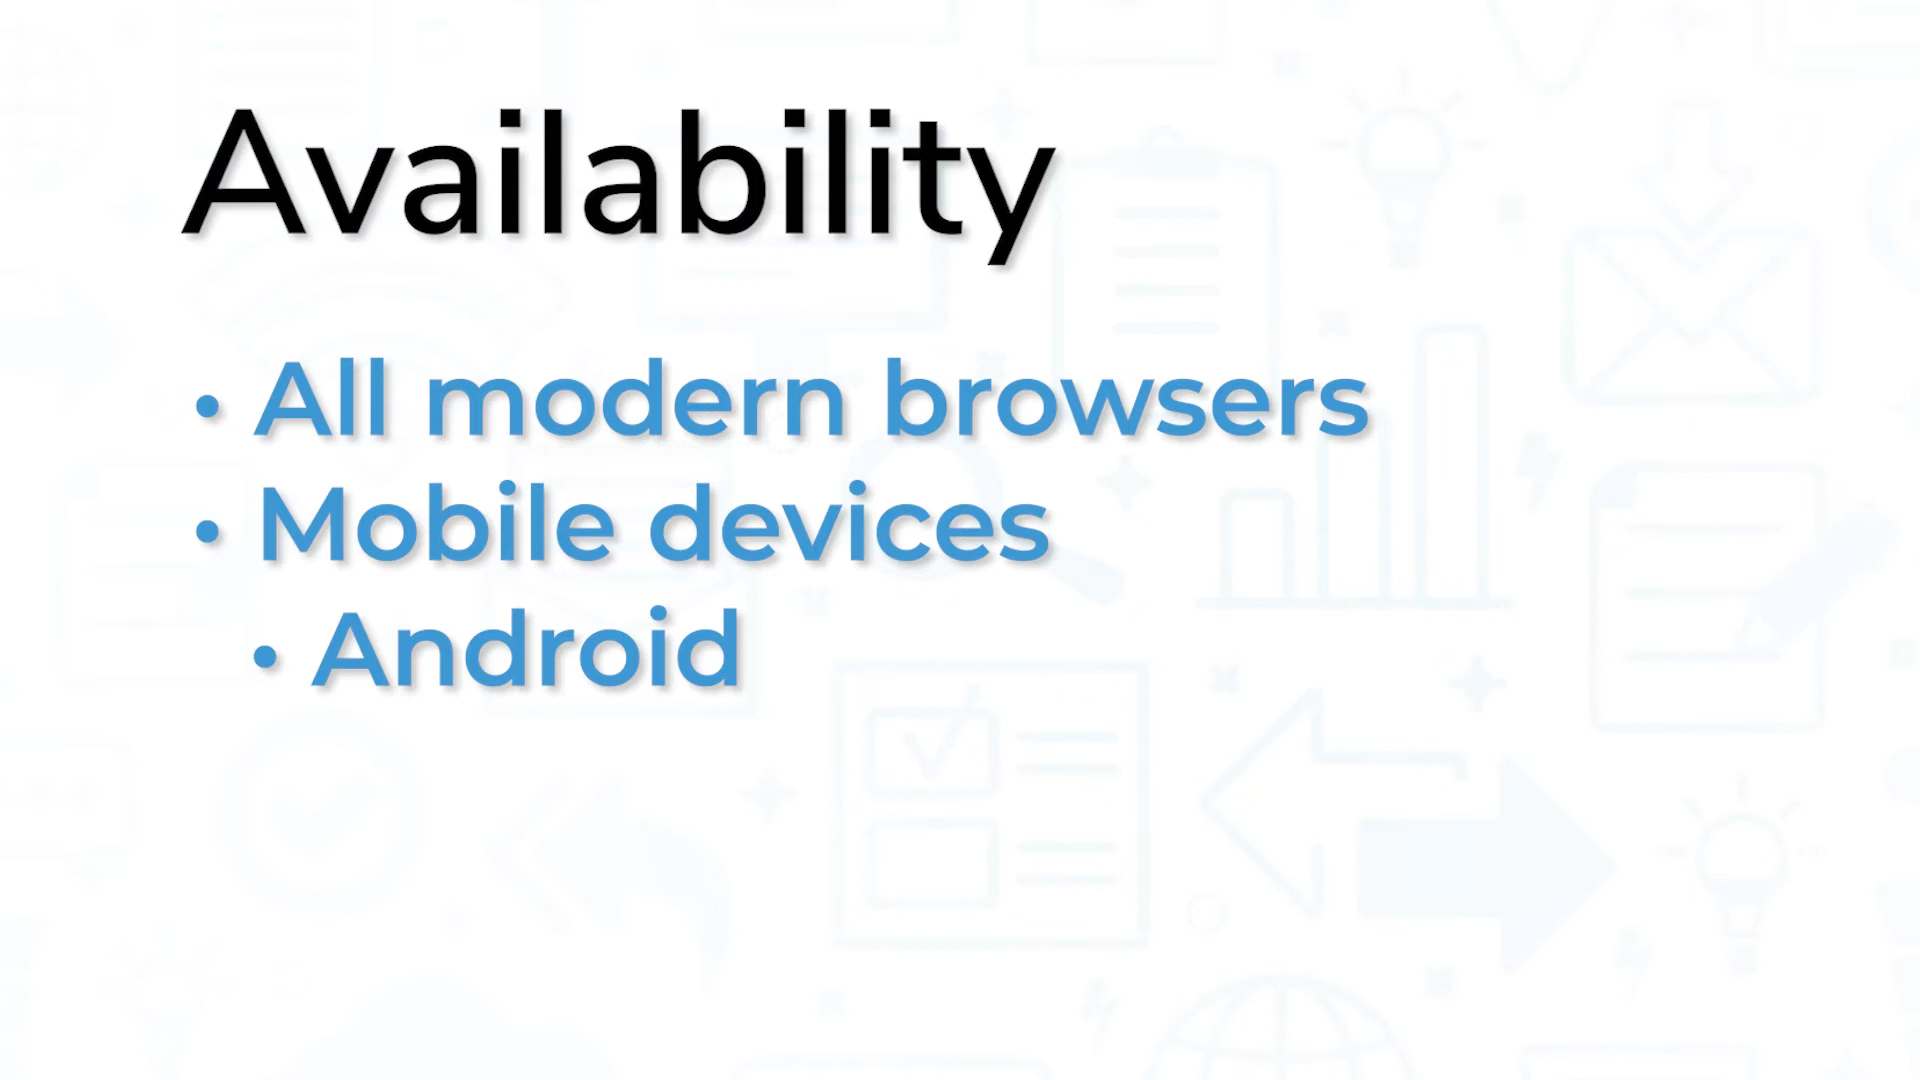 Availability
• All modern browsers
• Mobile devices
• Android